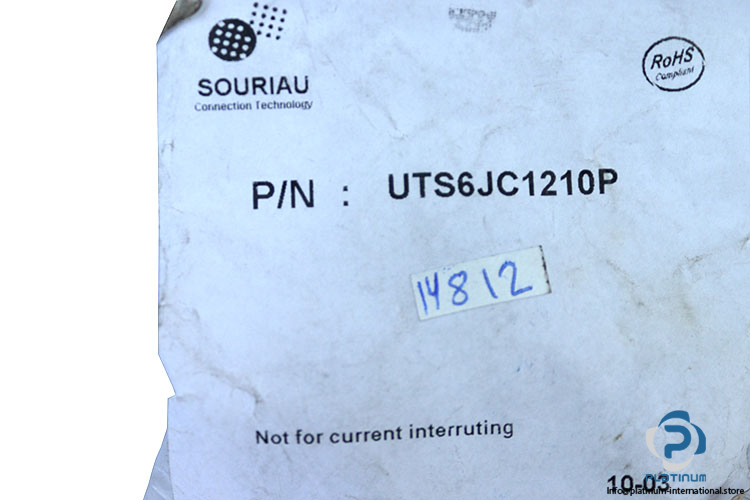 SOURIAU
Connection Technology
RoHS
Compliant
P/N : UTS6JC1210P
14812
Not for current interruting
10-03
PLATINUM
info@platinum-international.store